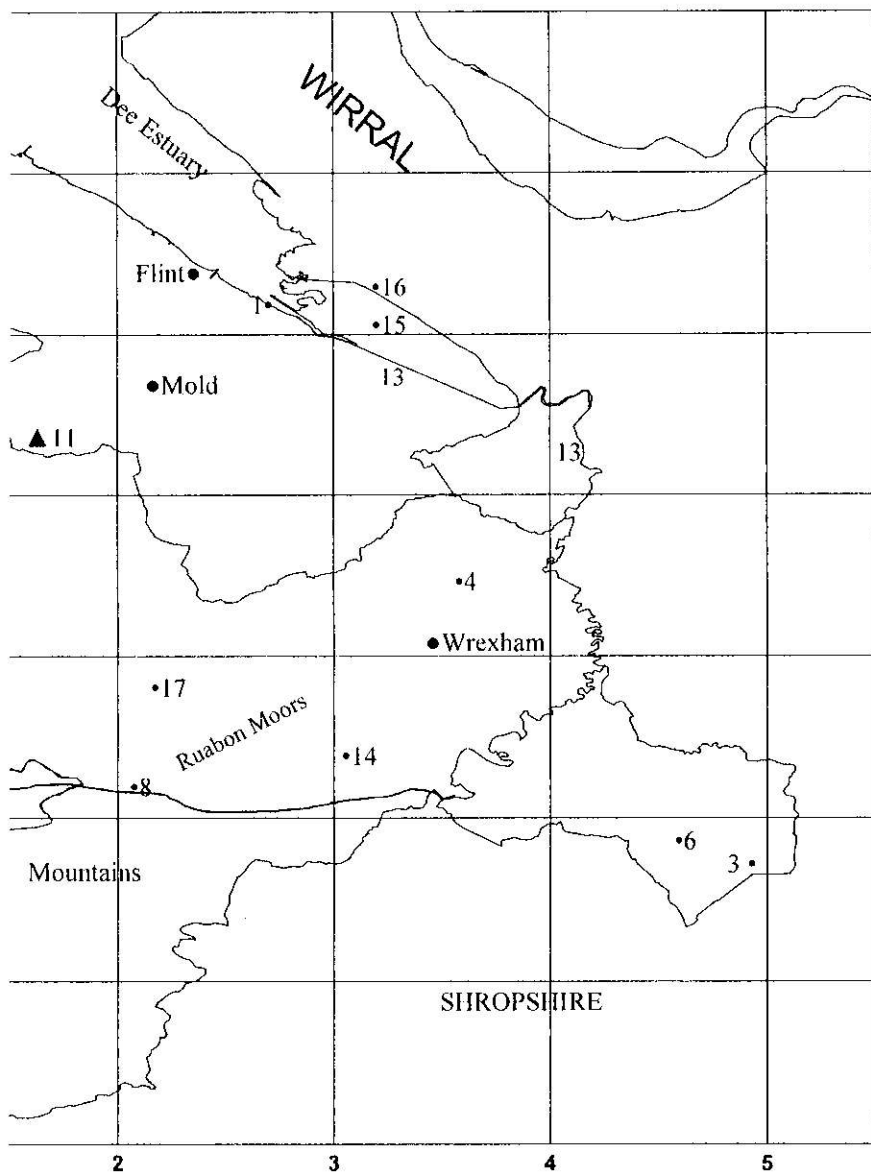 WIRRAL
Dee Estuary
Flint
16
1
15
13
Mold
11
13
4
Wrexham
17
Ruabon Moors
14
8
6
3
Mountains
SHROPSHIRE
2
3
4
5